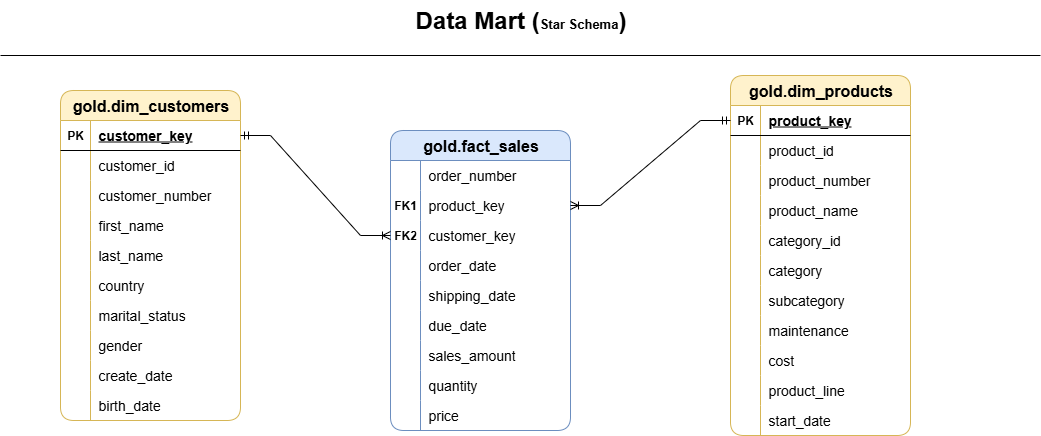 Data Mart (Star Schema)
gold.dim_customers
PK customer_key
customer_id
customer_number
first_name
last_name
country
marital_status
gender
create_date
birth_date
gold.fact_sales
order_number
FK1 product_key
FK2 customer_key
order_date
shipping_date
due_date
sales_amount
quantity
price
gold.dim_products
PK product_key
product_id
product_number
product_name
category_id
category
subcategory
maintenance
cost
product_line
start_date